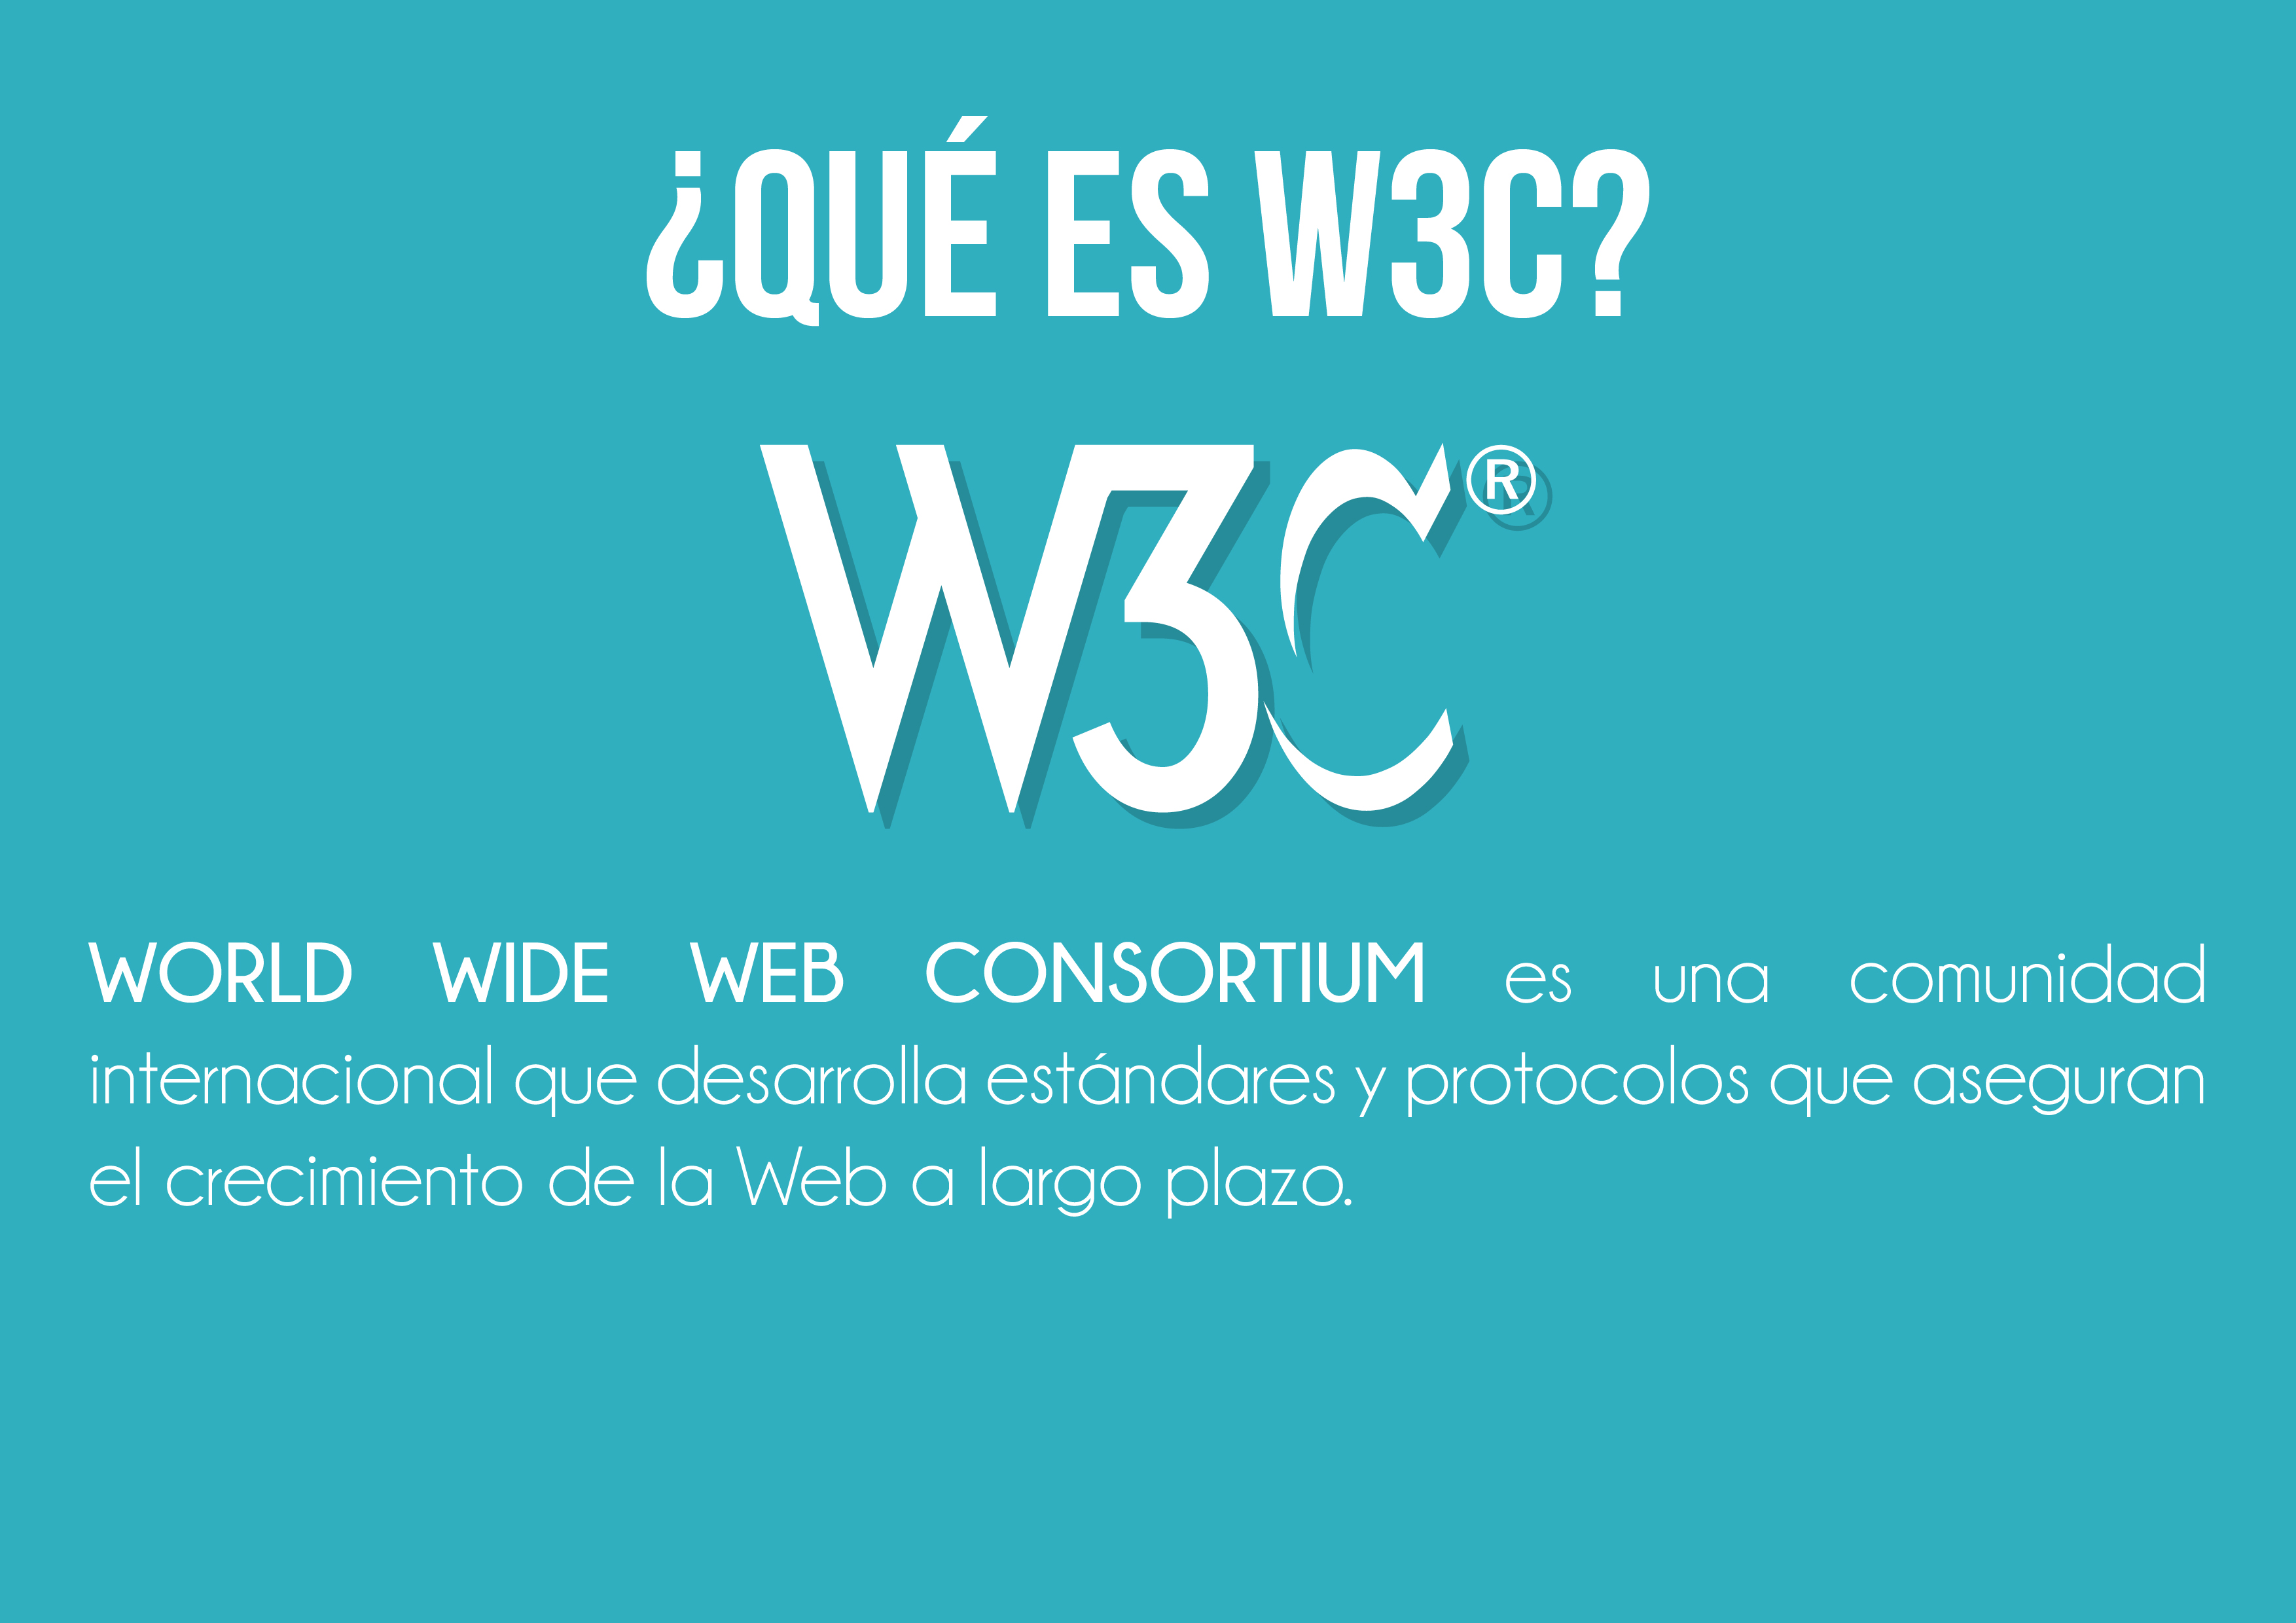 ¿QUÉ ES W3C?
W3C®
WORLD WIDE WEB CONSORTIUM es una comunidad
internacional que desarrolla estándares y protocolos que aseguran
el crecimiento de la Web a largo plazo.